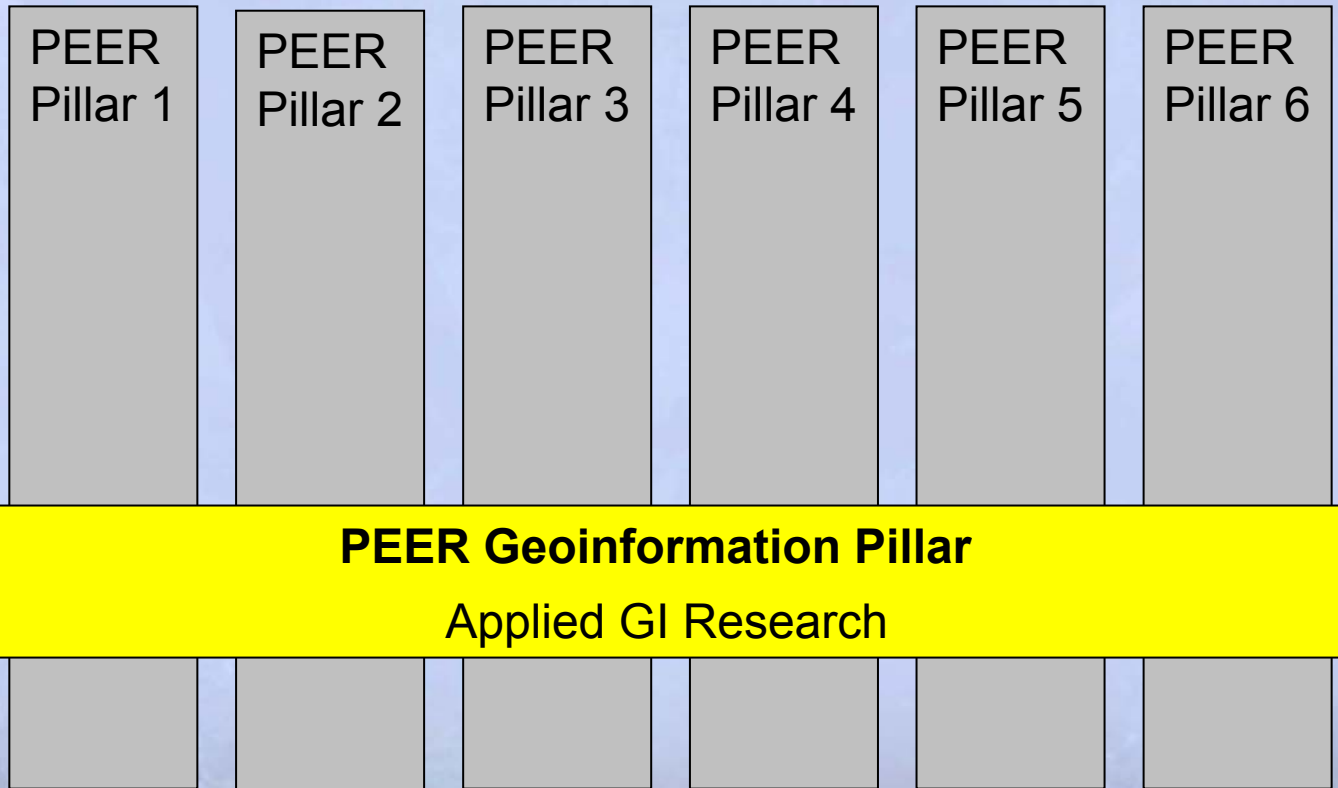 PEER
Pillar 1
PEER
Pillar 2
PEER
Pillar 3
PEER
Pillar 4
PEER
Pillar 5
PEER
Pillar 6
PEER Geoinformation Pillar
Applied GI Research